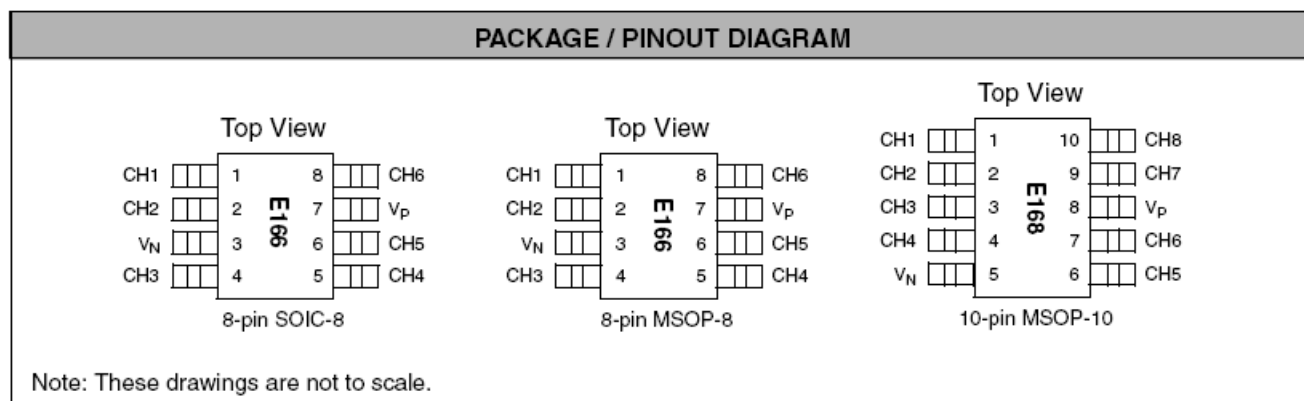 PACKAGE / PINOUT DIAGRAM
Top View
CH1 1 8 CH6
CH2 2 7 VP
VN 3 6 CH5
CH3 4 5 CH4
E166
8-pin SOIC-8
Top View
CH1 1 8 CH6
CH2 2 7 VP
VN 3 6 CH5
CH3 4 5 CH4
E166
8-pin MSOP-8
Top View
CH1 1 10 CH8
CH2 2 9 CH7
CH3 3 8 VP
CH4 4 7 CH6
VN 5 6 CH5
E168
10-pin MSOP-10
Note: These drawings are not to scale.